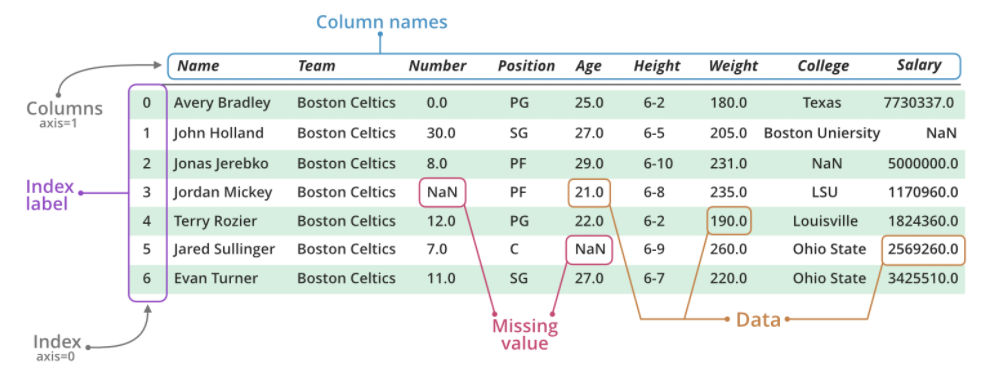 Column names
Name Team Number Position Age Height Weight College Salary
Columns
axis=1
0 Avery Bradley Boston Celtics 0.0 PG 25.0 6-2 180.0 Texas 7730337.0
1 John Holland Boston Celtics 30.0 SG 27.0 6-5 205.0 Boston Uniersity NaN
2 Jonas Jerebko Boston Celtics 8.0 PF 29.0 6-10 231.0 NaN 5000000.0
Index
label
3 Jordan Mickey Boston Celtics NaN PF 21.0 6-8 235.0 LSU 1170960.0
4 Terry Rozier Boston Celtics 12.0 PG 22.0 6-2 190.0 Louisville 1824360.0
5 Jared Sullinger Boston Celtics 7.0 C NaN 6-9 260.0 Ohio State 2569260.0
6 Evan Turner Boston Celtics 11.0 SG 27.0 6-7 220.0 Ohio State 3425510.0
Missing
value
Data
Index
axis=0